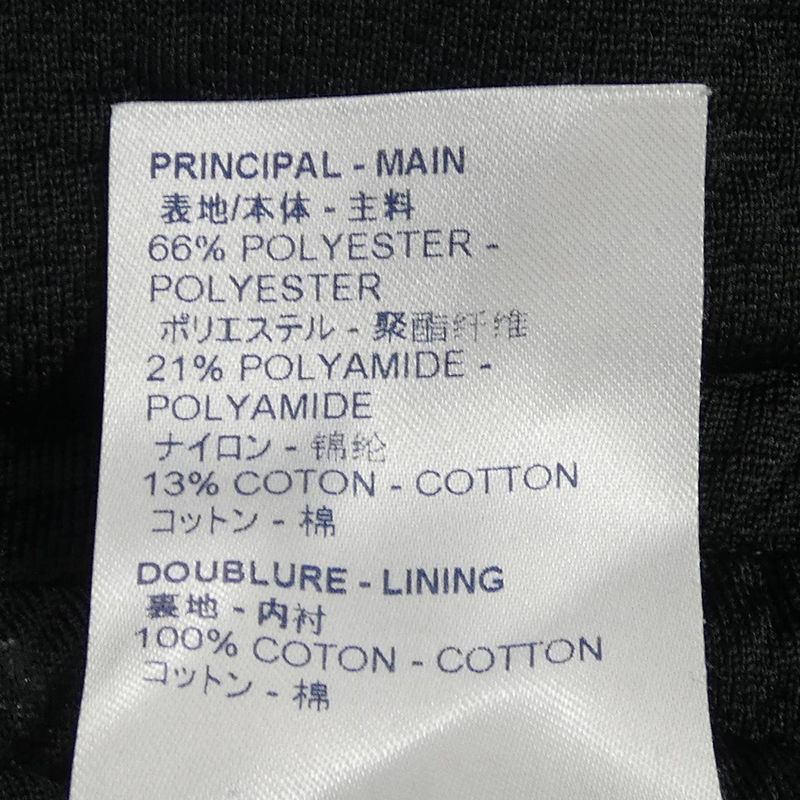 PRINCIPAL - MAIN
表地/本体 - 主料
66% POLYESTER -
POLYESTER
ポリエステル - 聚酯纤维
21% POLYAMIDE -
POLYAMIDE
ナイロン - 锦纶
13% COTON - COTTON
コットン - 棉
DOUBLURE - LINING
裏地 - 内衬
100% COTON - COTTON
コットン - 棉